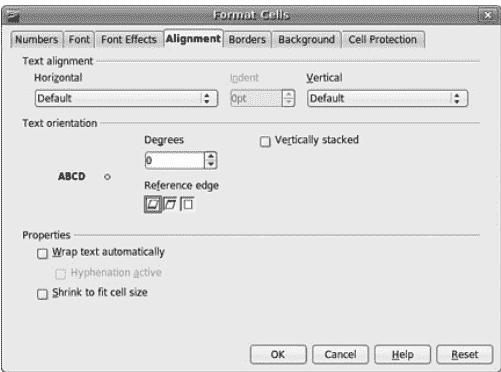 Format Cells
Numbers Font Font Effects Alignment Borders Background Cell Protection
Text alignment
Horizontal Indent Vertical
Default 0pt Default
Text orientation
Degrees Vertically stacked
0
ABCD
Reference edge
Properties
Wrap text automatically
Hyphenation active
Shrink to fit cell size
OK Cancel Help Reset